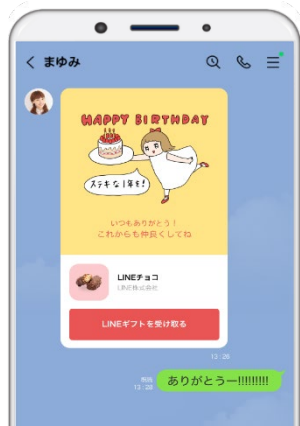 まゆみ
HAPPY BIRTHDAY
ステキな1年を!
いつもありがとう!
これからも仲良くしてね
LINEチョコ
LINE株式会社
LINEギフトを受け取る
13:26
既読
13:28
ありがとうー!!!!!!!!!